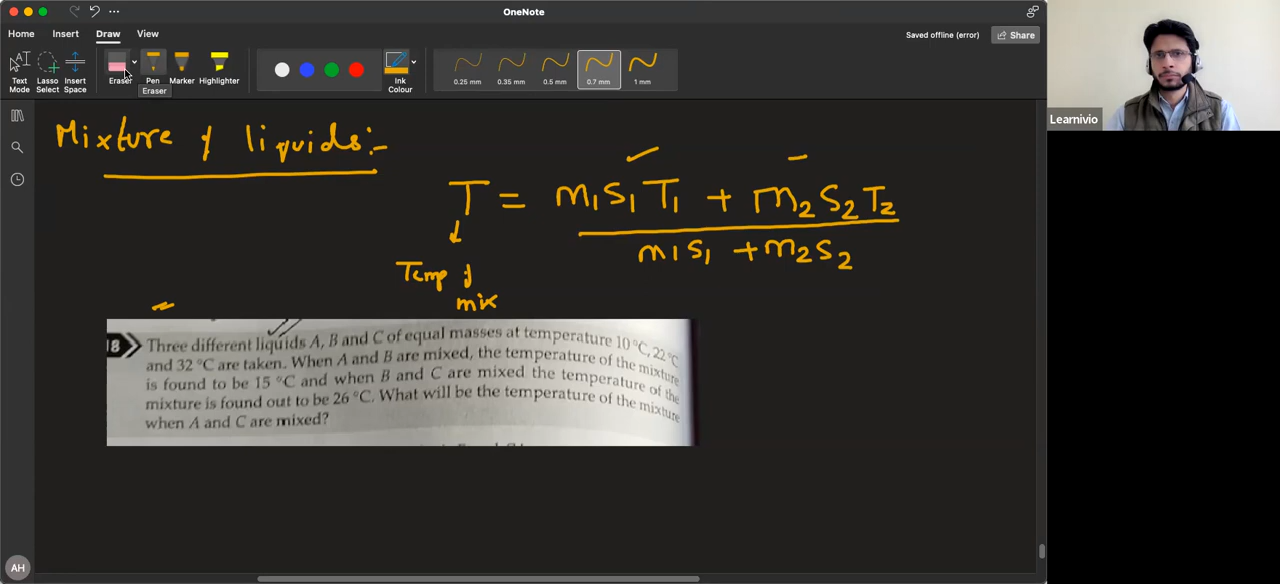 OneNote
Home Insert Draw View
Saved offline (error) Share
Text Mode
Lasso Select
Insert Space
Eraser
Pen
Marker
Highlighter
Ink Colour
0.25 mm 0.35 mm 0.5 mm 0.7 mm 1 mm
Eraser
Learnivio
Mixture of liquids:-
T = m₁S₁T₁ + m₂S₂T₂
m₁S₁ + m₂S₂
Temp of
mix
8 Three different liquids A, B and C of equal masses at temperature 10 °C, 22 °C
and 32 °C are taken. When A and B are mixed, the temperature of the mixture
is found to be 15 °C and when B and C are mixed the temperature of the
mixture is found out to be 26 °C. What will be the temperature of the mixture
when A and C are mixed?
AH